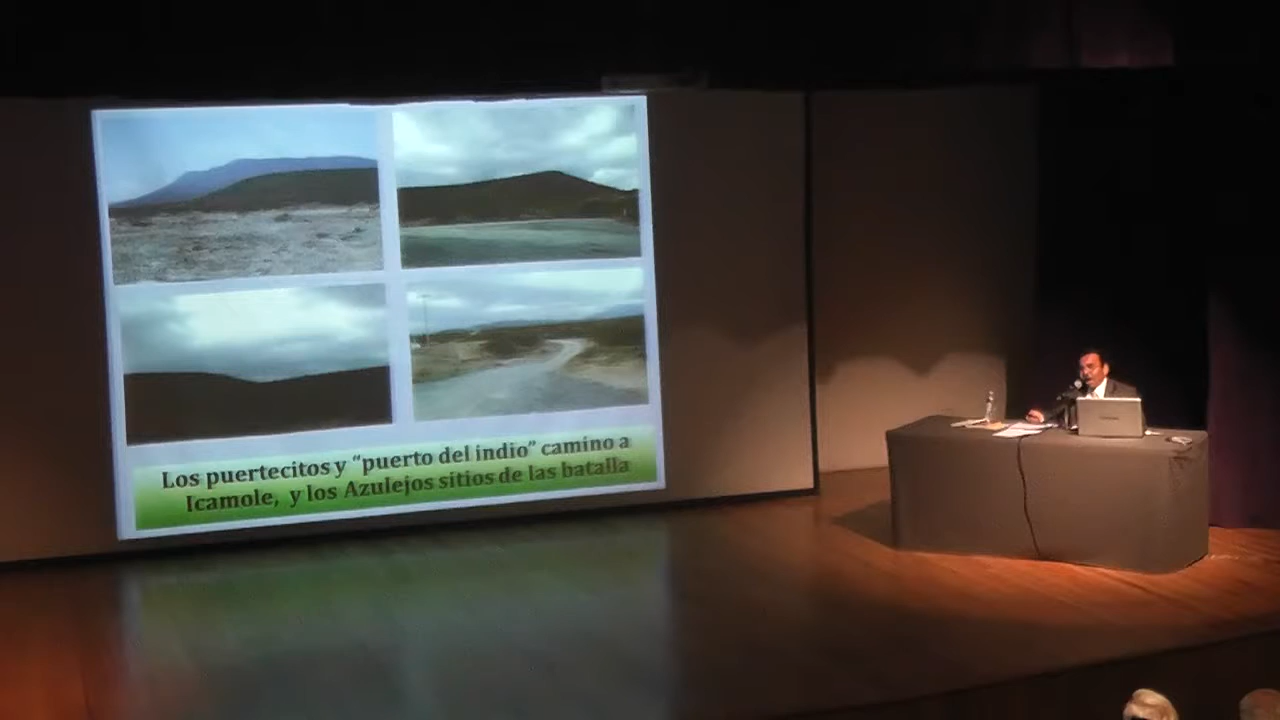 Los puertecitos y “puerto del indio” camino a
Icamole, y los Azulejos sitios de las batalla